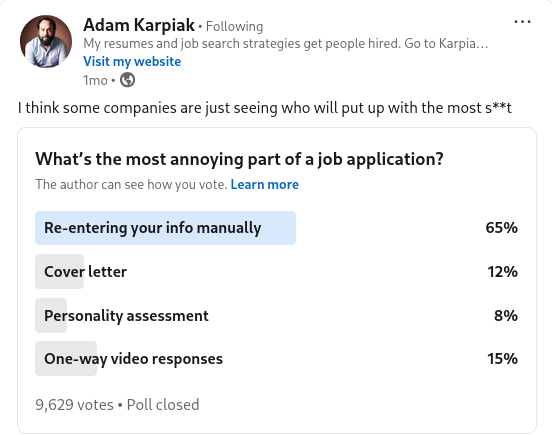 Adam Karpiak • Following
My resumes and job search strategies get people hired. Go to Karpia…
Visit my website
1mo •
I think some companies are just seeing who will put up with the most s**t
What’s the most annoying part of a job application?
The author can see how you vote. Learn more
Re-entering your info manually 65%
Cover letter 12%
Personality assessment 8%
One-way video responses 15%
9,629 votes • Poll closed